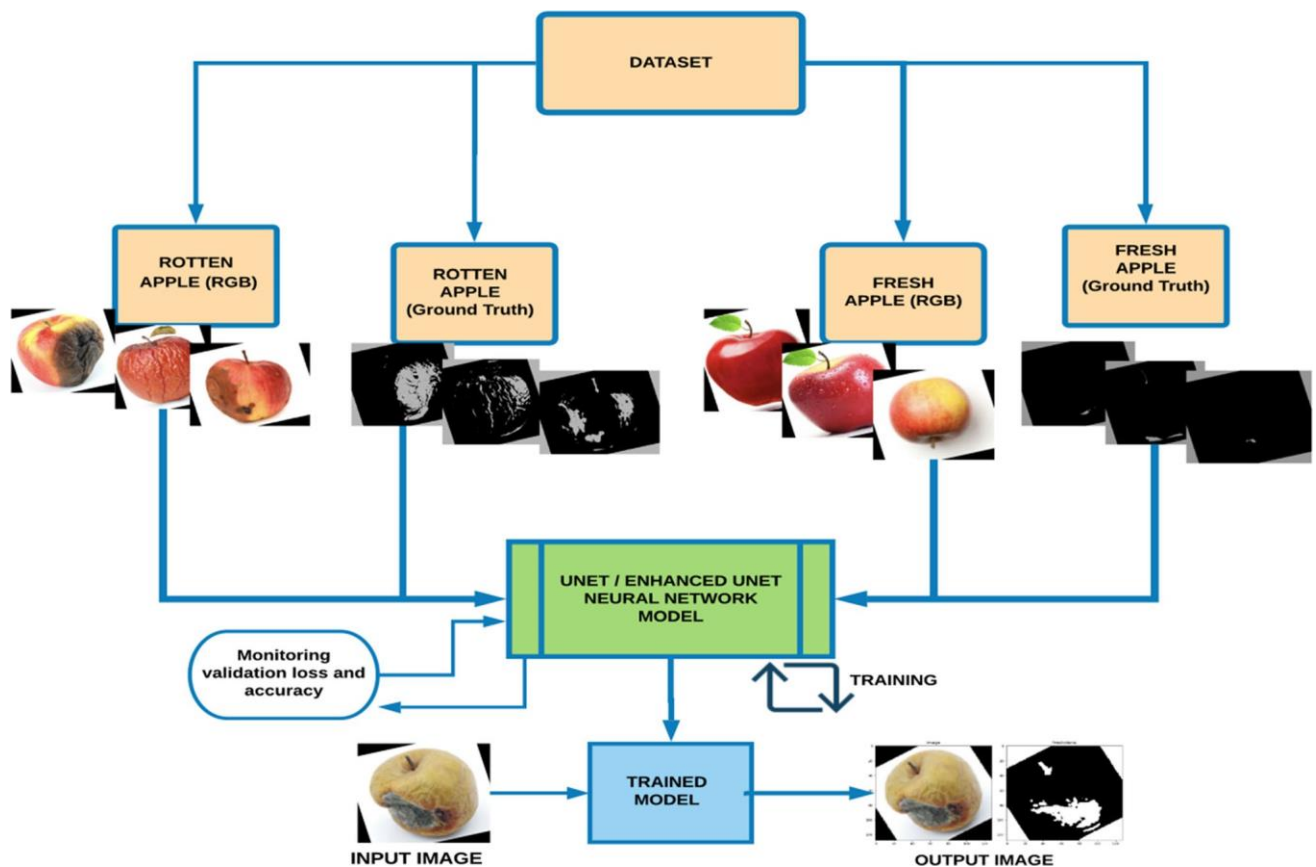 DATASET
ROTTEN
APPLE (RGB)
ROTTEN
APPLE
(Ground Truth)
FRESH
APPLE (RGB)
FRESH
APPLE
(Ground Truth)
UNET / ENHANCED UNET
NEURAL NETWORK
MODEL
Monitoring
validation loss and
accuracy
TRAINING
TRAINED
MODEL
INPUT IMAGE
OUTPUT IMAGE